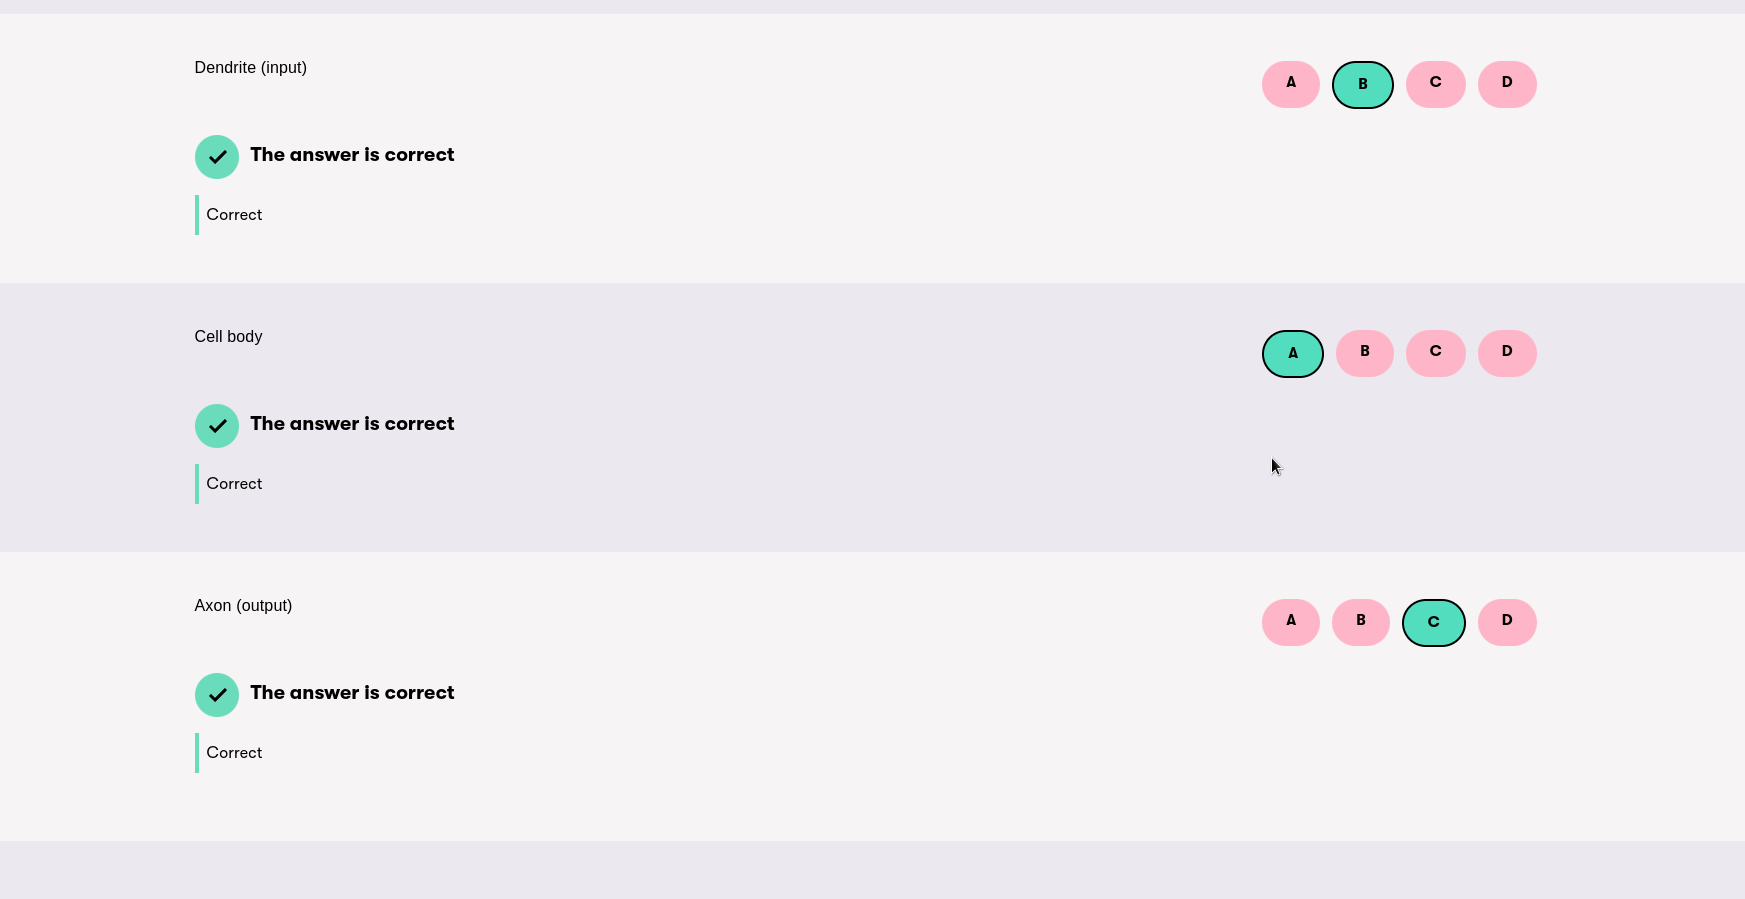 Dendrite (input)
A B C D
The answer is correct
Correct
Cell body
A B C D
The answer is correct
Correct
Axon (output)
A B C D
The answer is correct
Correct